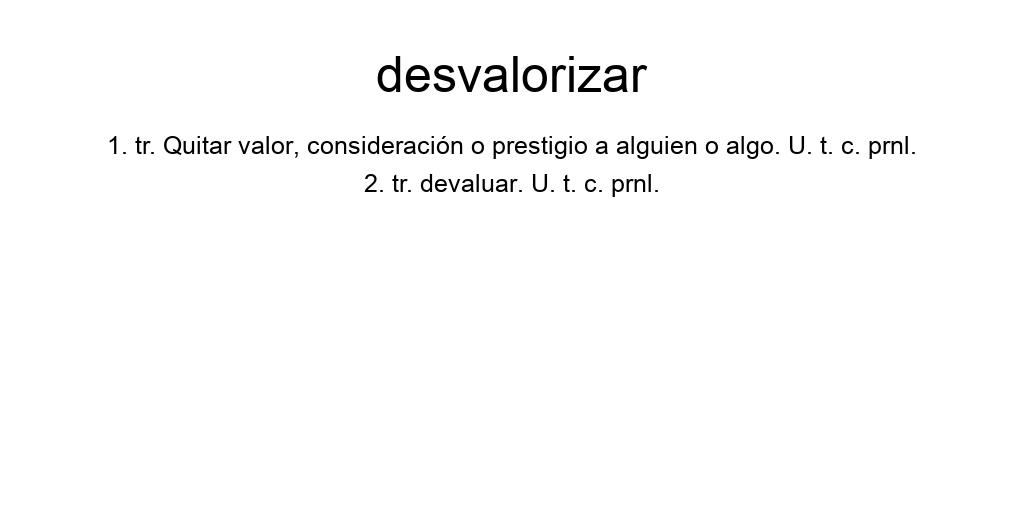 desvalorizar
1. tr. Quitar valor, consideración o prestigio a alguien o algo. U. t. c. prnl.
2. tr. devaluar. U. t. c. prnl.